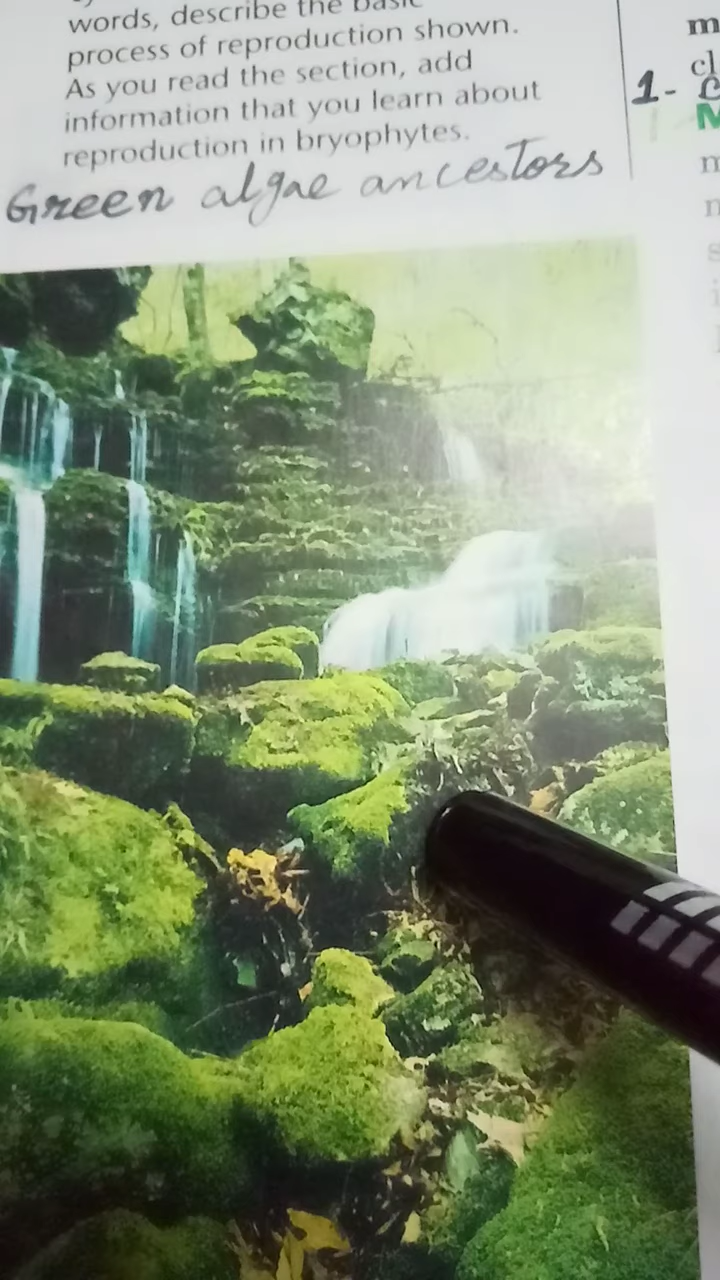 words, describe the basic
process of reproduction shown.
As you read the section, add
information that you learn about
reproduction in bryophytes.
Green algae ancestors
1-